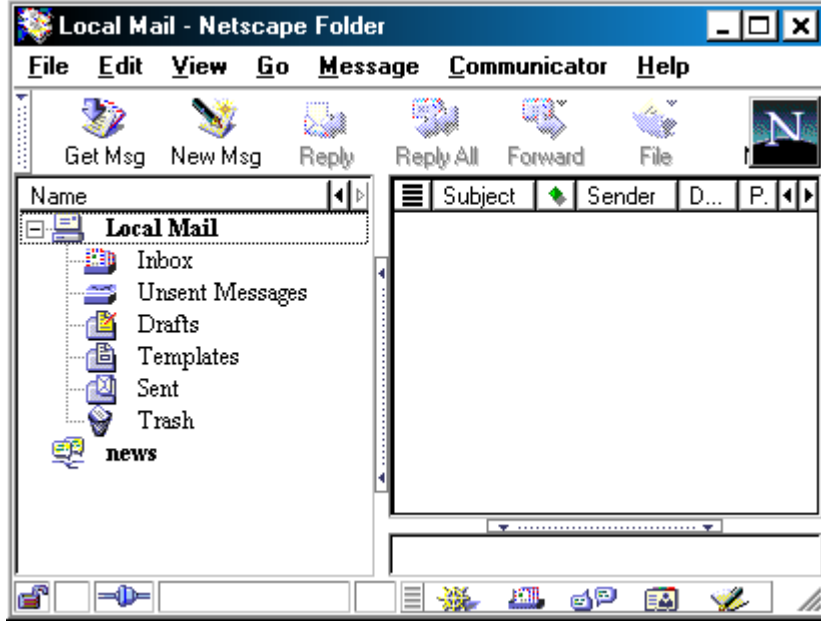 Local Mail - Netscape Folder
File Edit View Go Message Communicator Help
Get Msg New Msg Reply Reply All Forward File N
Name Subject Sender D... P.
Local Mail
Inbox
Unsent Messages
Drafts
Templates
Sent
Trash
news